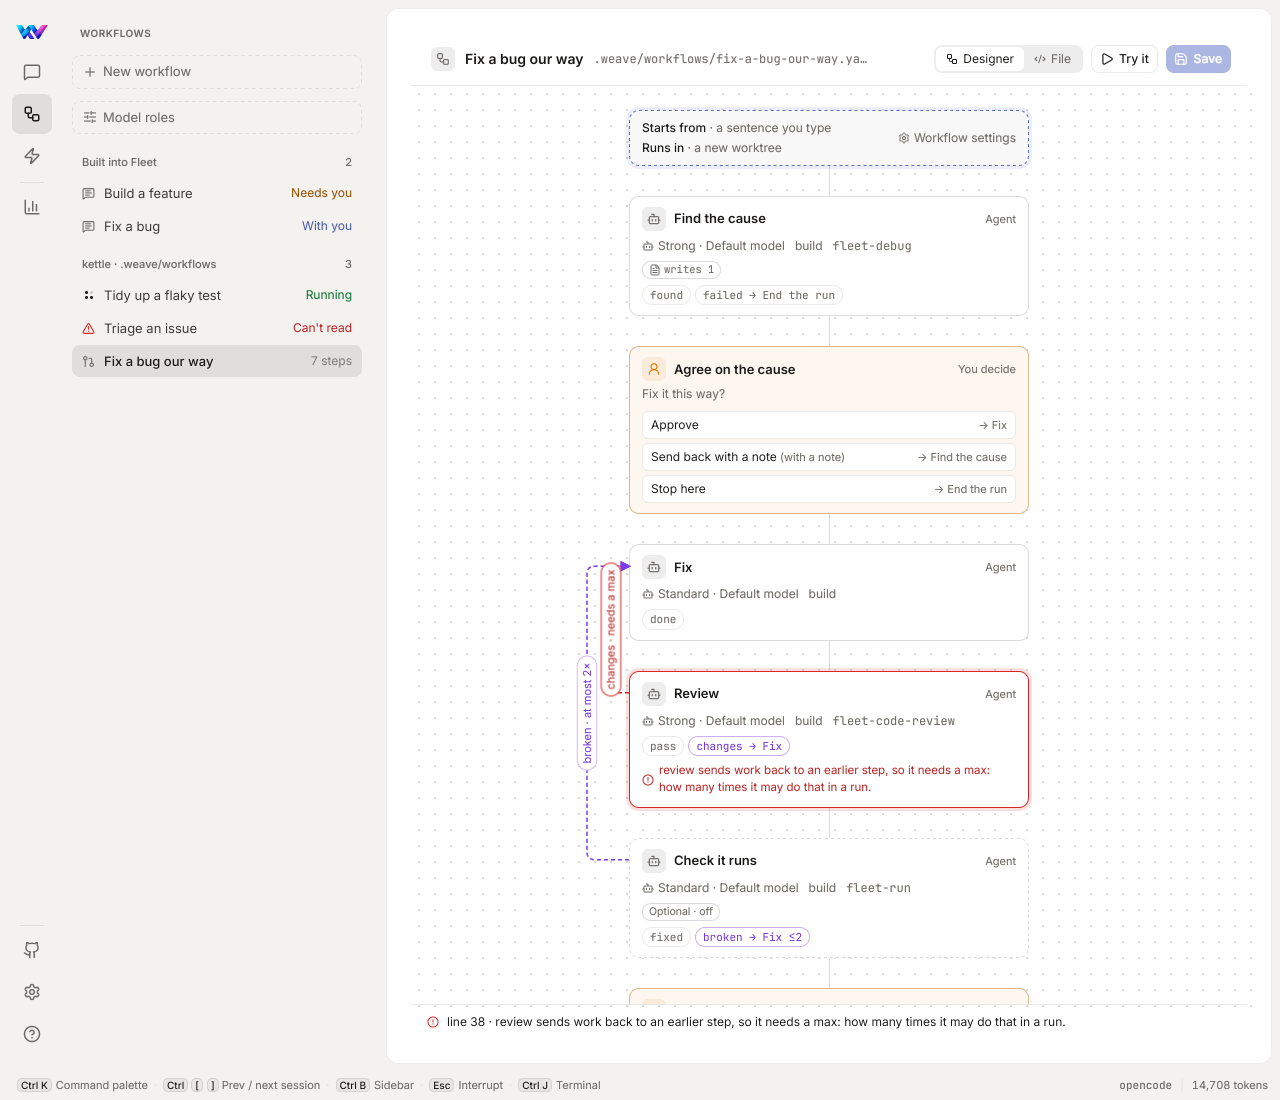 WORKFLOWS
New workflow
Model roles
Built into Fleet 2
Build a feature Needs you
Fix a bug With you
kettle · .weave/workflows 3
Tidy up a flaky test Running
Triage an issue Can't read
Fix a bug our way 7 steps
Fix a bug our way .weave/workflows/fix-a-bug-our-way.ya… Designer File Try it Save
Starts from · a sentence you type
Runs in · a new worktree
Workflow settings
Find the cause Agent
Strong · Default model build fleet-debug
writes 1
found failed → End the run
Agree on the cause You decide
Fix it this way?
Approve → Fix
Send back with a note (with a note) → Find the cause
Stop here → End the run
Fix Agent
Standard · Default model build
done
changes · needs a max
broken · at most 2×
Review Agent
Strong · Default model build fleet-code-review
pass changes → Fix
review sends work back to an earlier step, so it needs a max:
how many times it may do that in a run.
Check it runs Agent
Standard · Default model build fleet-run
Optional · off
fixed broken → Fix ≤2
line 38 · review sends work back to an earlier step, so it needs a max: how many times it may do that in a run.
Ctrl K Command palette Ctrl [ ] Prev / next session Ctrl B Sidebar Esc Interrupt Ctrl J Terminal opencode 14,708 tokens